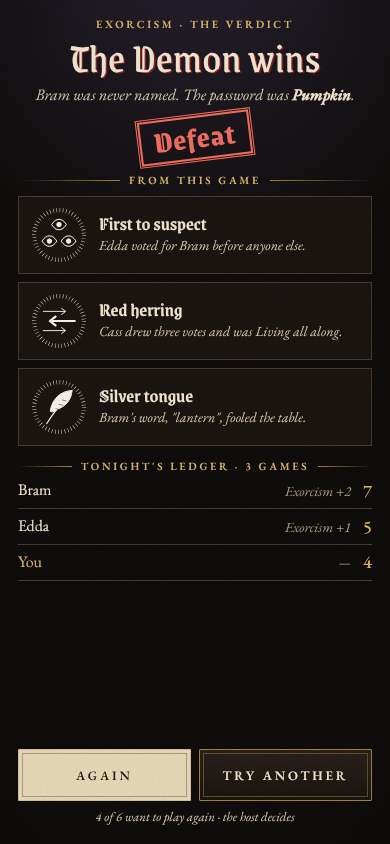 EXORCISM · THE VERDICT
The Demon wins
Bram was never named. The password was Pumpkin.
Defeat
FROM THIS GAME
First to suspect
Edda voted for Bram before anyone else.
Red herring
Cass drew three votes and was Living all along.
Silver tongue
Bram's word, "lantern", fooled the table.
TONIGHT'S LEDGER · 3 GAMES
Bram Exorcism +2 7
Edda Exorcism +1 5
You — 4
AGAIN TRY ANOTHER
4 of 6 want to play again · the host decides